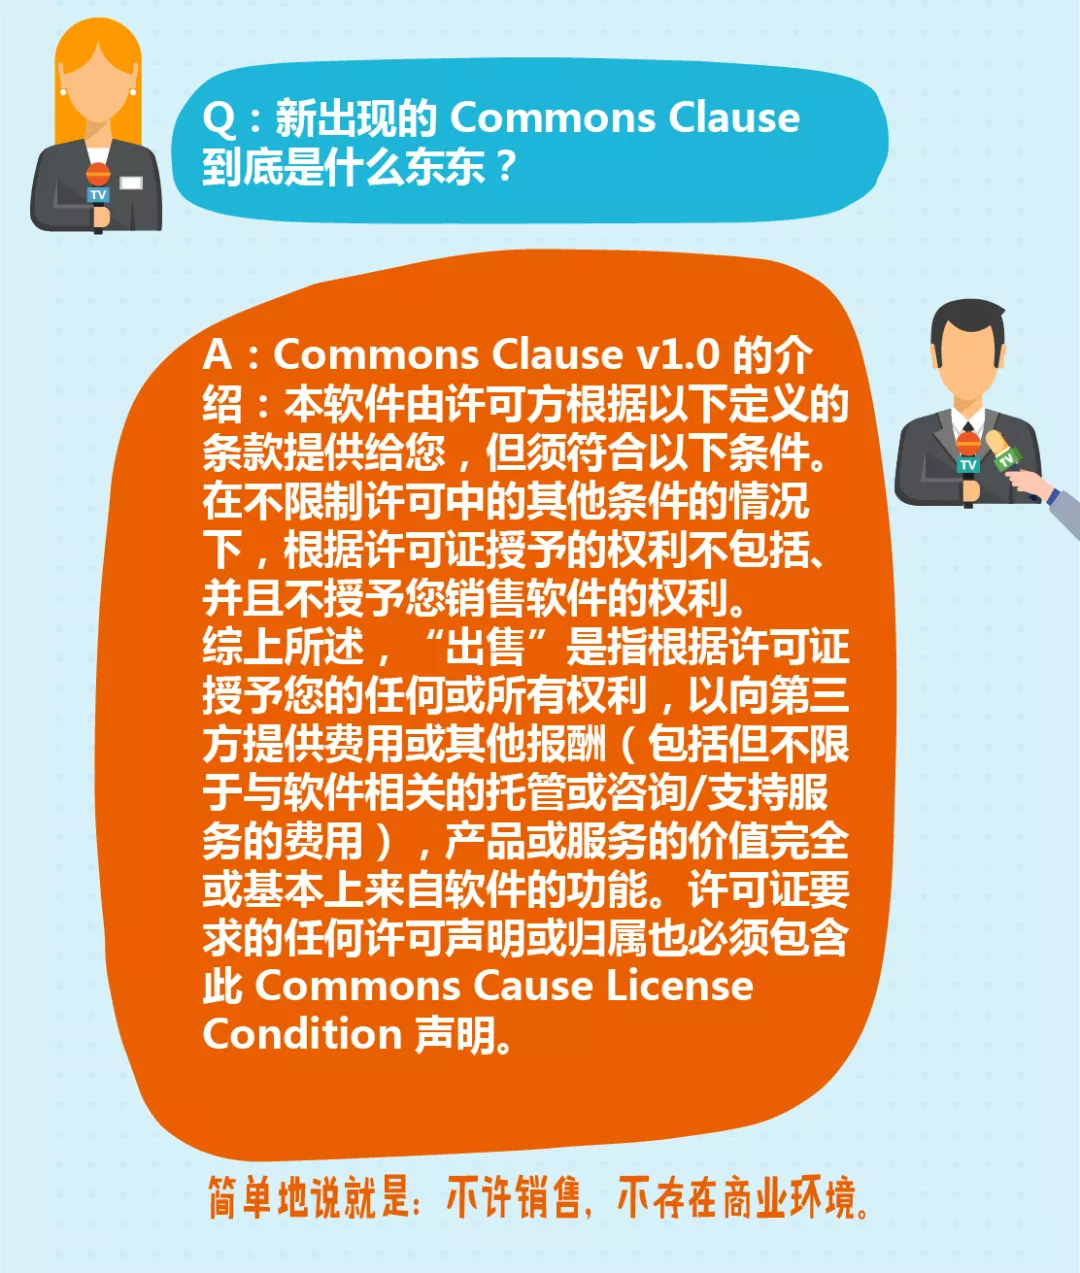 Q：新出现的 Commons Clause
到底是什么东东？
TV
A：Commons Clause v1.0 的介
绍：本软件由许可方根据以下定义的
条款提供给您，但须符合以下条件。
在不限制许可中的其他条件的情况
下，根据许可证授予的权利不包括、
并且不授予您销售软件的权利。
综上所述，“出售”是指根据许可证
授予您的任何或所有权利，以向第三
方提供费用或其他报酬（包括但不限
于与软件相关的托管或咨询/支持服
务的费用），产品或服务的价值完全
或基本上来自软件的功能。许可证要
求的任何许可声明或归属也必须包含
此 Commons Cause License
Condition 声明。
TV
TV
简单地说就是：不许销售，不存在商业环境。